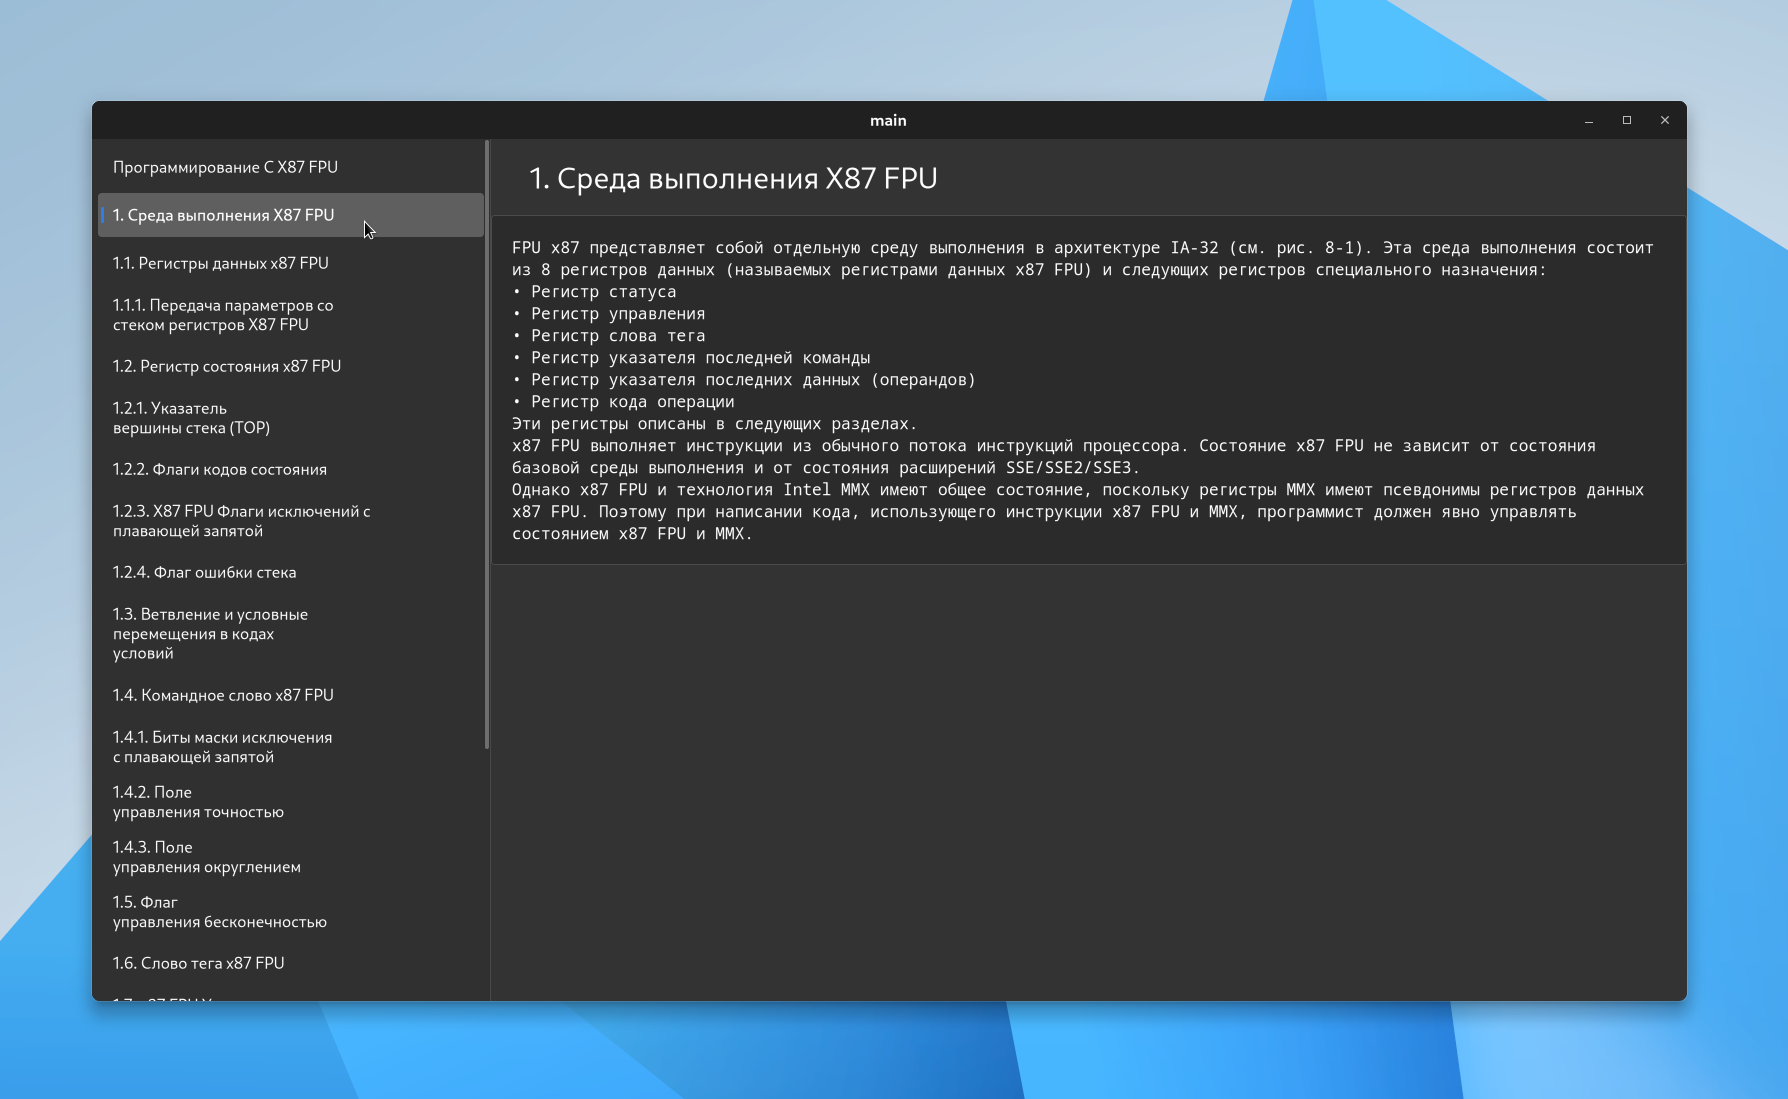 main
Программирование С X87 FPU
1. Среда выполнения X87 FPU
1.1. Регистры данных x87 FPU
1.1.1. Передача параметров со
стеком регистров X87 FPU
1.2. Регистр состояния x87 FPU
1.2.1. Указатель
вершины стека (TOP)
1.2.2. Флаги кодов состояния
1.2.3. X87 FPU Флаги исключений с
плавающей запятой
1.2.4. Флаг ошибки стека
1.3. Ветвление и условные
перемещения в кодах
условий
1.4. Командное слово x87 FPU
1.4.1. Биты маски исключения
с плавающей запятой
1.4.2. Поле
управления точностью
1.4.3. Поле
управления округлением
1.5. Флаг
управления бесконечностью
1.6. Слово тега x87 FPU
1. Среда выполнения X87 FPU
FPU x87 представляет собой отдельную среду выполнения в архитектуре IA-32 (см. рис. 8-1). Эта среда выполнения состоит
из 8 регистров данных (называемых регистрами данных x87 FPU) и следующих регистров специального назначения:
• Регистр статуса
• Регистр управления
• Регистр слова тега
• Регистр указателя последней команды
• Регистр указателя последних данных (операндов)
• Регистр кода операции
Эти регистры описаны в следующих разделах.
x87 FPU выполняет инструкции из обычного потока инструкций процессора. Состояние x87 FPU не зависит от состояния
базовой среды выполнения и от состояния расширений SSE/SSE2/SSE3.
Однако x87 FPU и технология Intel MMX имеют общее состояние, поскольку регистры MMX имеют псевдонимы регистров данных
x87 FPU. Поэтому при написании кода, использующего инструкции x87 FPU и MMX, программист должен явно управлять
состоянием x87 FPU и MMX.